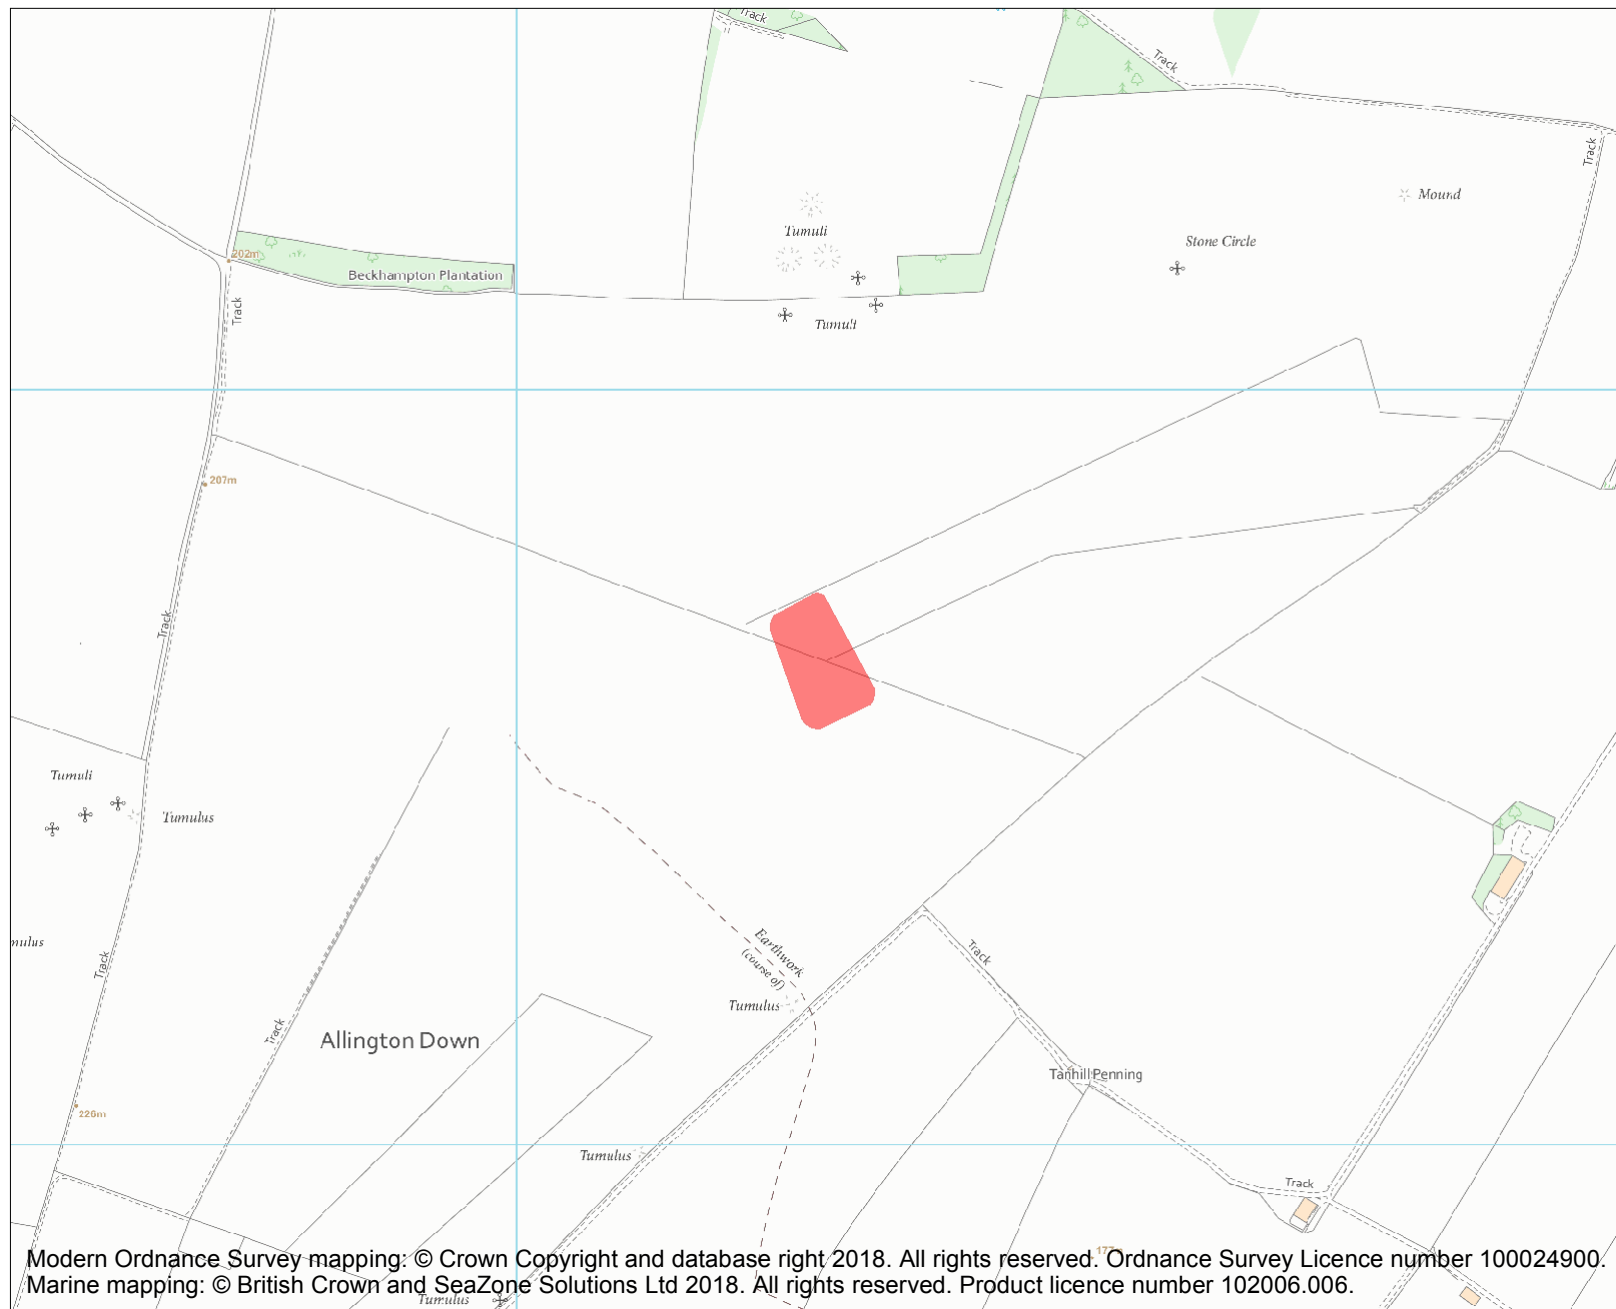 Track
Track
Track
Mound
Tumuli
Stone Circle
202m
Beckhampton Plantation
Track
Tumuli
207m
Track
Tumuli
Tumulus
mulus
Track
Earthwork
(course of)
Track
Tumulus
Track
Allington Down
Tanhill Penning
226m
Tumulus
Track
Modern Ordnance Survey mapping: © Crown Copyright and database right 2018. All rights reserved. Ordnance Survey Licence number 100024900.
Marine mapping: © British Crown and SeaZone Solutions Ltd 2018. All rights reserved. Product licence number 102006.006.
Tumulus